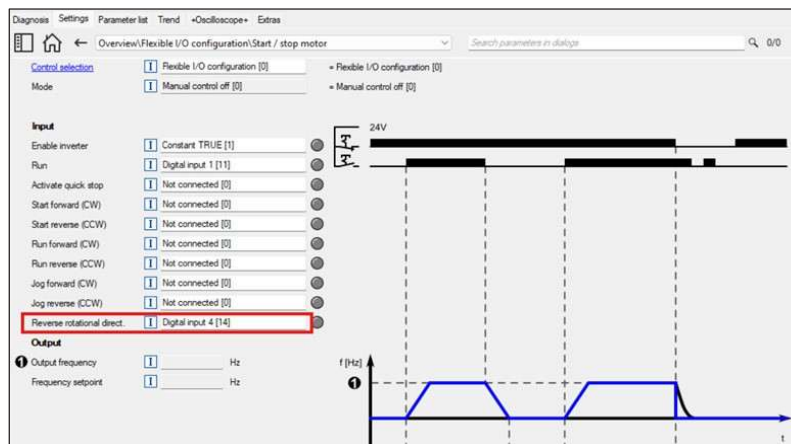 Diagnosis Settings Parameter list Trend +Oscilloscope+ Extras
Overview\Flexible I/O configuration\Start / stop motor Search parameters in dialogs 0/0
Control selection I Flexible I/O configuration [0] = Flexible I/O configuration [0]
Mode I Manual control off [0] = Manual control off [0]
Input 24V
Enable inverter I Constant TRUE [1]
Run I Digital input 1 [11]
Activate quick stop I Not connected [0]
Start forward (CW) I Not connected [0]
Start reverse (CCW) I Not connected [0]
Run forward (CW) I Not connected [0]
Run reverse (CCW) I Not connected [0]
Jog forward (CW) I Not connected [0]
Jog reverse (CCW) I Not connected [0]
Reverse rotational direct. I Digital input 4 [14]
Output
1 Output frequency I Hz f [Hz]
Frequency setpoint I Hz 1
t